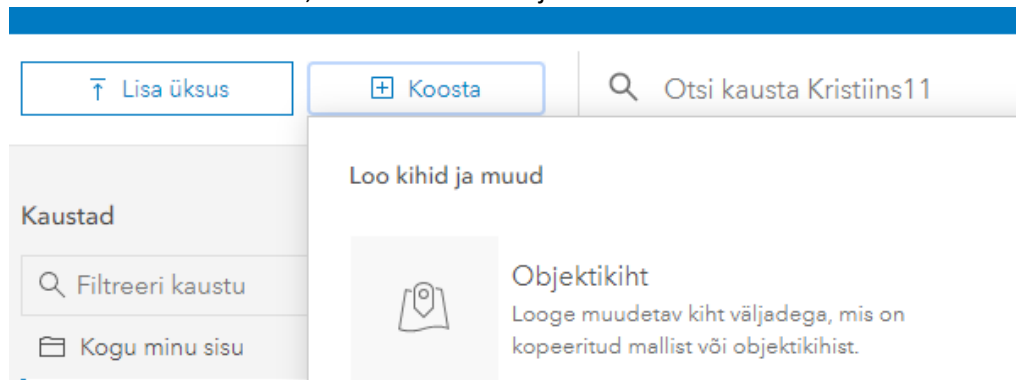 Lisa üksus
Koosta
Otsi kausta Kristiins11
Loo kihid ja muud
Kaustad
Filtreeri kaustu
Kogu minu sisu
Objektikiht
Looge muudetav kiht väljadega, mis on
kopeeritud mallist või objektikihist.